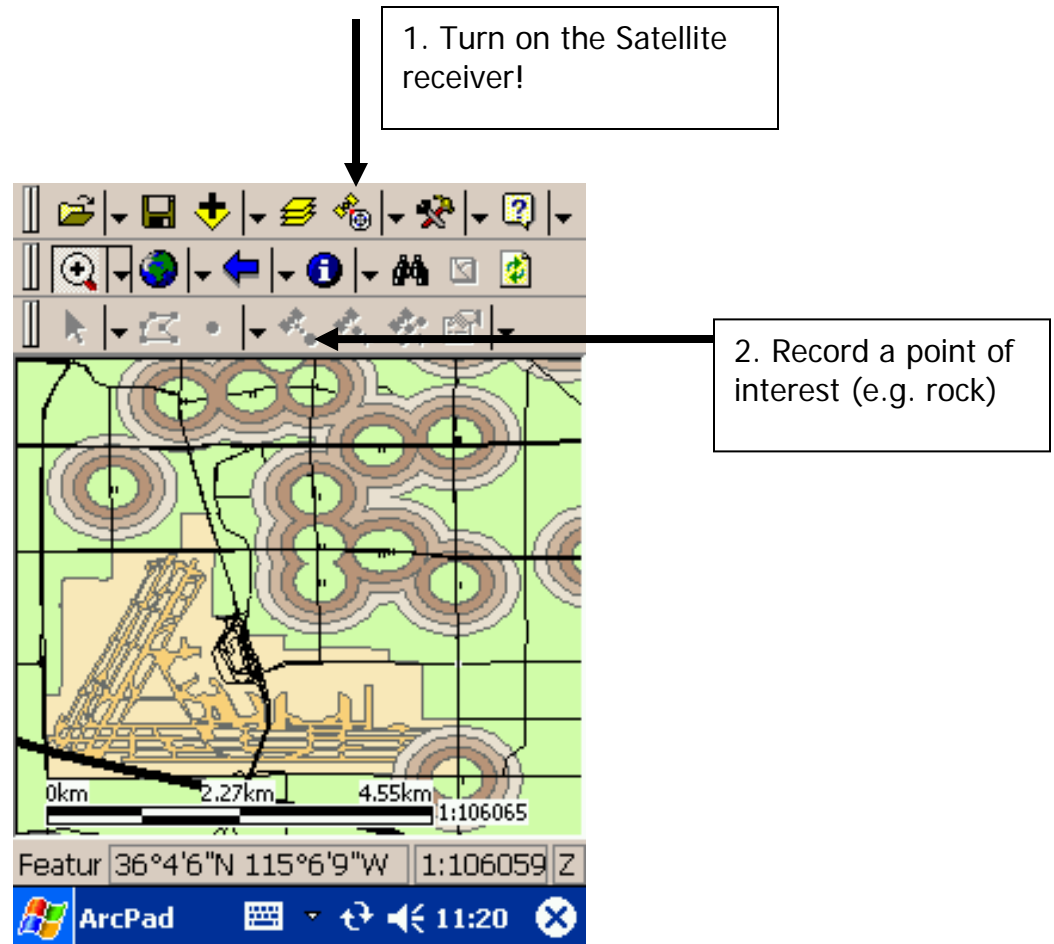 1. Turn on the Satellite
receiver!
2. Record a point of
interest (e.g. rock)
0km 2.27km 4.55km
1:106065
Featur 36°4'6"N 115°6'9"W 1:106059 Z
ArcPad 11:20